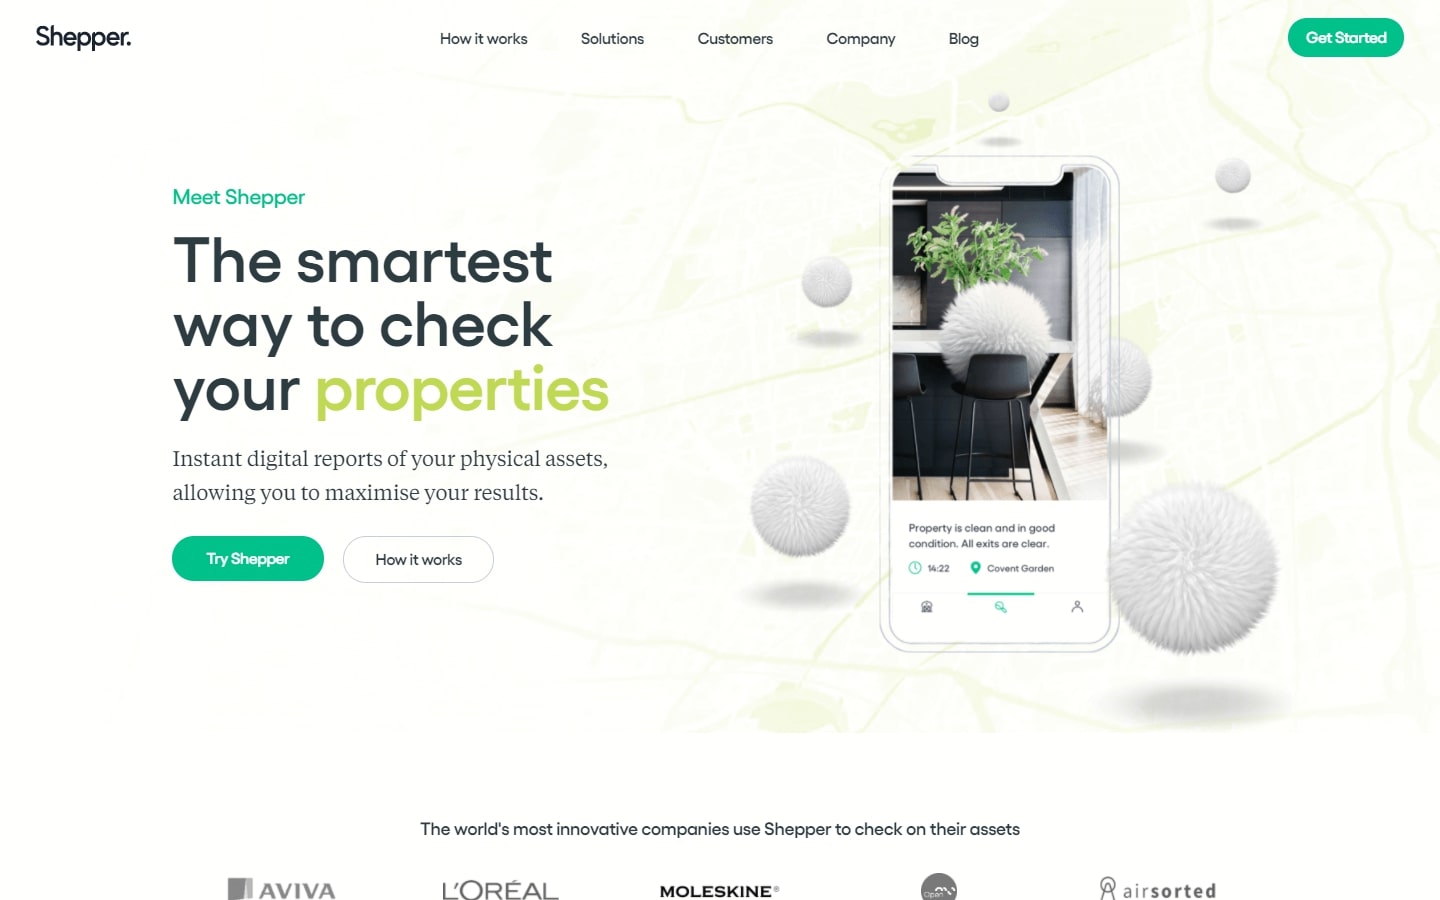 Shepper.
How it works
Solutions
Customers
Company
Blog
Get Started
Meet Shepper
The smartest
way to check
your properties
Instant digital reports of your physical assets,
allowing you to maximise your results.
Try Shepper
How it works
Property is clean and in good
condition. All exits are clear.
14:22
Covent Garden
The world's most innovative companies use Shepper to check on their assets
AVIVA
L'ORÉAL
MOLESKINE®
Open
airsorted